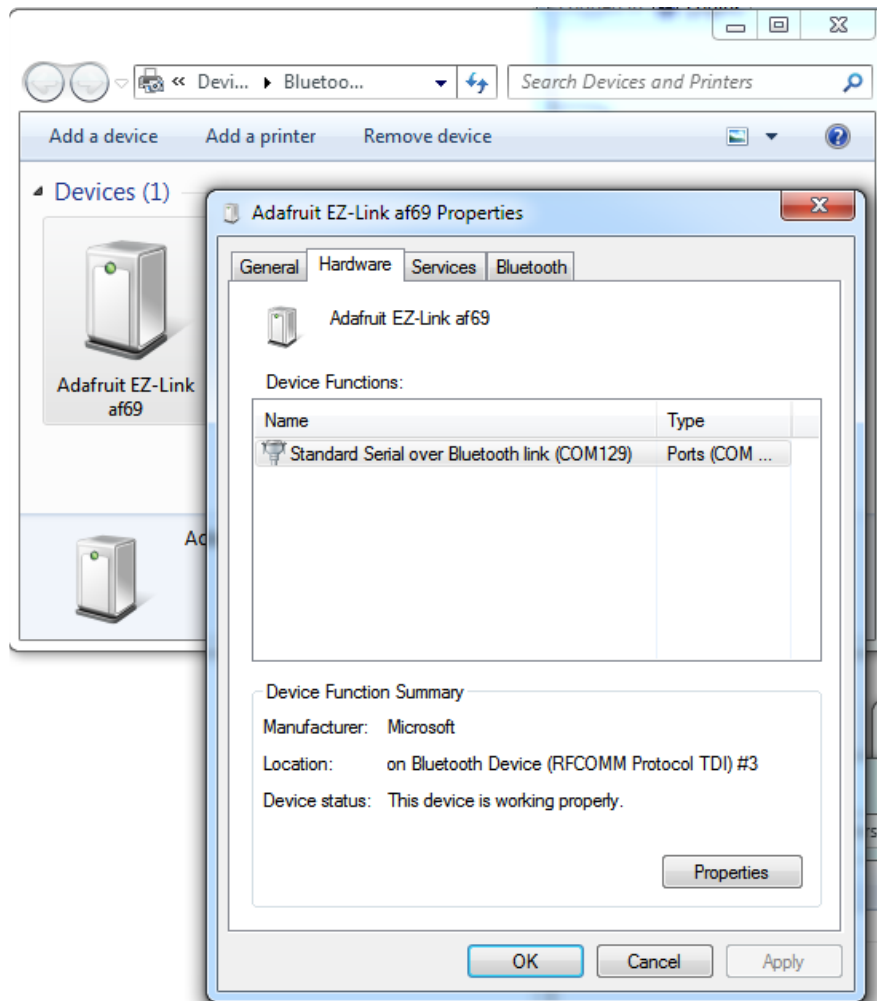 Devi... Bluetoo...
Search Devices and Printers
Add a device Add a printer Remove device
Devices (1)
Adafruit EZ-Link
af69
Adafruit EZ-Link af69 Properties
General Hardware Services Bluetooth
Adafruit EZ-Link af69
Device Functions:
Name Type
Standard Serial over Bluetooth link (COM129) Ports (COM ...
Device Function Summary
Manufacturer: Microsoft
Location: on Bluetooth Device (RFCOMM Protocol TDI) #3
Device status: This device is working properly.
Properties
OK Cancel Apply